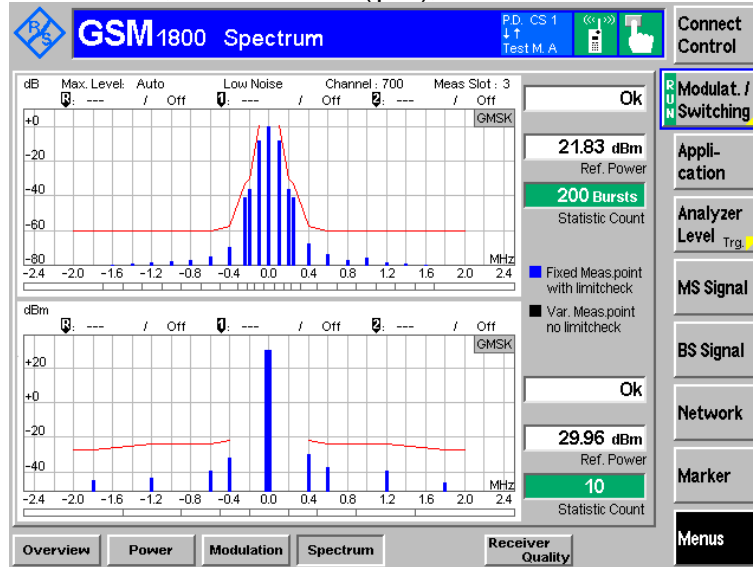 R&S GSM 1800 Spectrum P.D. CS 1
↓↑
Test M. A
Connect Control
dB Max. Level: Auto Low Noise Channel : 700 Meas Slot : 3
R: --- / Off 1: --- / Off 2: --- / Off
GMSK
+0
-20
-40
-60
-80
MHz
-2.4 -2.0 -1.6 -1.2 -0.8 -0.4 0.0 0.4 0.8 1.2 1.6 2.0 2.4
Ok
21.83 dBm
Ref. Power
200 Bursts
Statistic Count
Fixed Meas.point
with limitcheck
Var. Meas.point
no limitcheck
dBm
R: --- / Off 1: --- / Off 2: --- / Off
GMSK
+20
+0
-20
-40
MHz
-2.4 -2.0 -1.6 -1.2 -0.8 -0.4 0.0 0.4 0.8 1.2 1.6 2.0 2.4
Ok
29.96 dBm
Ref. Power
10
Statistic Count
RUN
Modulat. /
Switching
Appli-
cation
Analyzer
Level Trg.
MS Signal
BS Signal
Network
Marker
Menus
Overview Power Modulation Spectrum Receiver
Quality